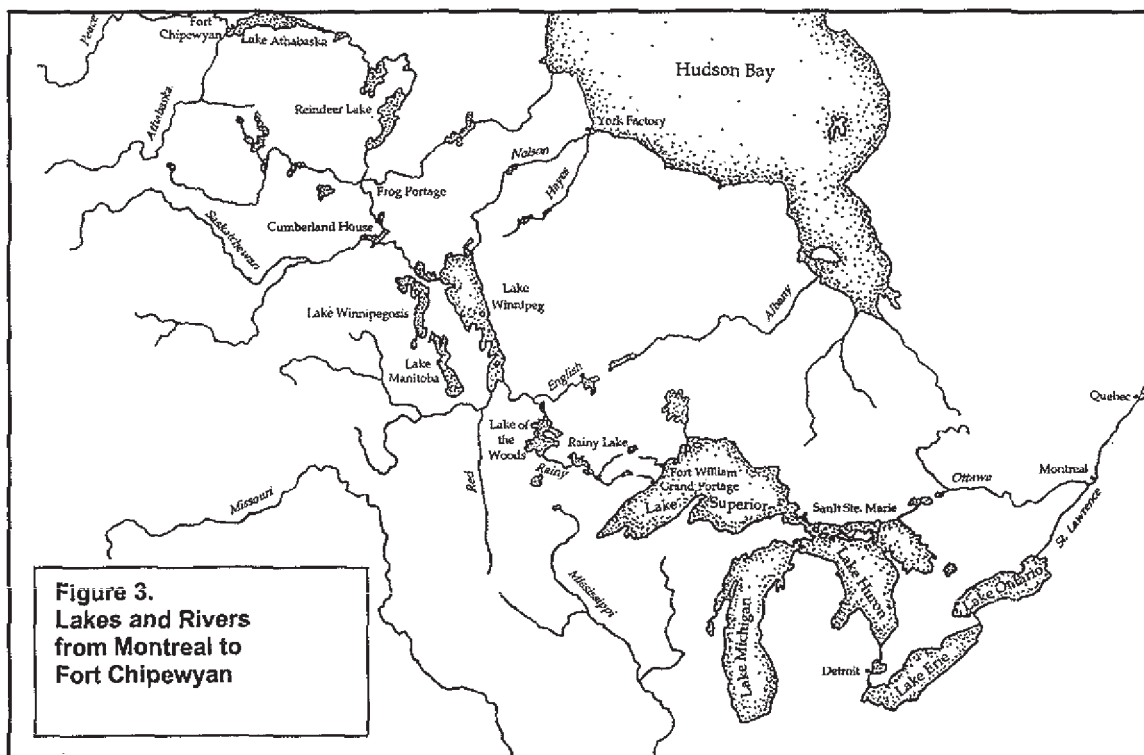 Peace
Fort
Chipewyan
Lake Athabaska
Hudson Bay
Athabaska
Reindeer Lake
York Factory
Nelson
Hayes
Frog Portage
Saskatchewan
Cumberland House
Lake
Winnipeg
Albany
Lake Winnipegosis
Lake
Manitoba
English
Quebec
Lake of
the
Woods
Rainy Lake
Rainy
Red
Fort William
Grand Portage
Lake Superior
Sault Ste. Marie
Ottawa
Montreal
St. Lawrence
Missouri
Mississippi
Lake Huron
Lake Ontario
Lake Michigan
Detroit
Lake Erie
Figure 3.
Lakes and Rivers
from Montreal to
Fort Chipewyan